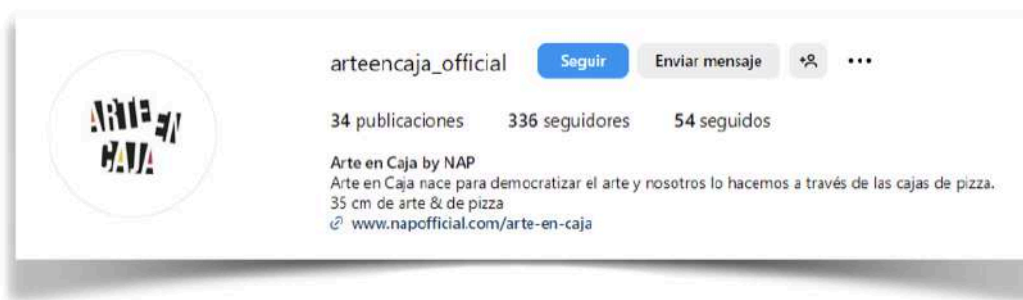 ARTE EN
CAJA
arteencaja_official Seguir Enviar mensaje
34 publicaciones 336 seguidores 54 seguidos
Arte en Caja by NAP
Arte en Caja nace para democratizar el arte y nosotros lo hacemos a través de las cajas de pizza.
35 cm de arte & de pizza
www.napofficial.com/arte-en-caja